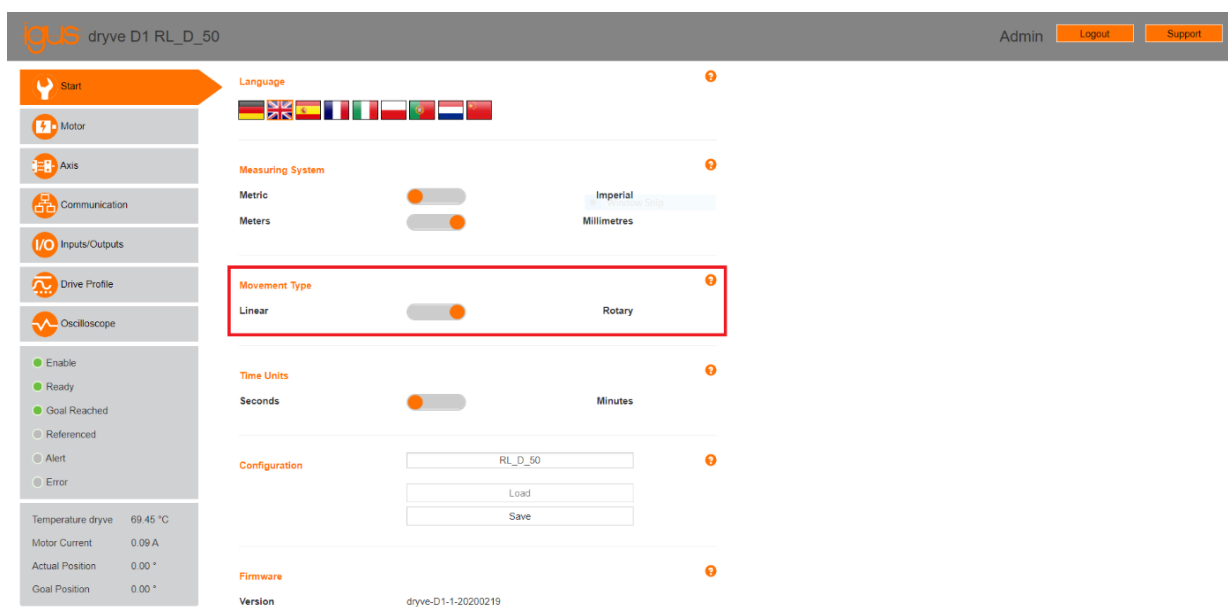 igus dryve D1 RL_D_50
Admin
Logout
Support
Start
Motor
Axis
Communication
I/O Inputs/Outputs
Drive Profile
Oscilloscope
Enable
Ready
Goal Reached
Referenced
Alert
Error
Temperature dryve 69.45 °C
Motor Current 0.09 A
Actual Position 0.00 °
Goal Position 0.00 °
Language ?
Measuring System ?
Metric Imperial
Meters Millimetres
Movement Type ?
Linear Rotary
Time Units ?
Seconds Minutes
Configuration RL_D_50 ?
Load
Save
Firmware ?
Version dryve-D1-1-20200219